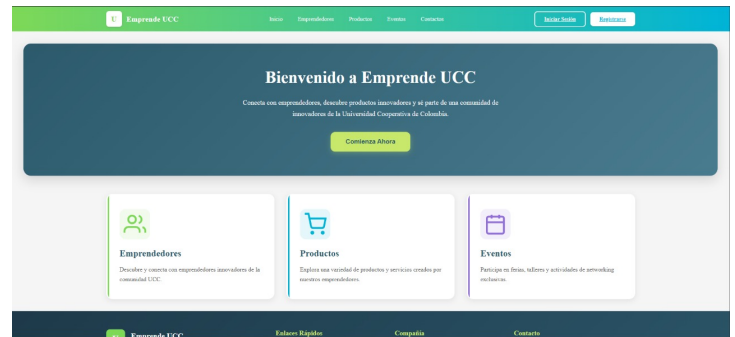 U Emprende UCC
Inicio Emprendedores Productos Eventos Contactos
Iniciar Sesión Registrarse
Bienvenido a Emprende UCC
Conecta con emprendedores, descubre productos innovadores y sé parte de una comunidad de
innovadores de la Universidad Cooperativa de Colombia.
Comienza Ahora
Emprendedores
Descubre y conecta con emprendedores innovadores de la
comunidad UCC.
Productos
Explora una variedad de productos y servicios creados por
nuestros emprendedores.
Eventos
Participa en ferias, talleres y actividades de networking
exclusivas.
Emprende UCC
Enlaces Rápidos
Compañía
Contacto